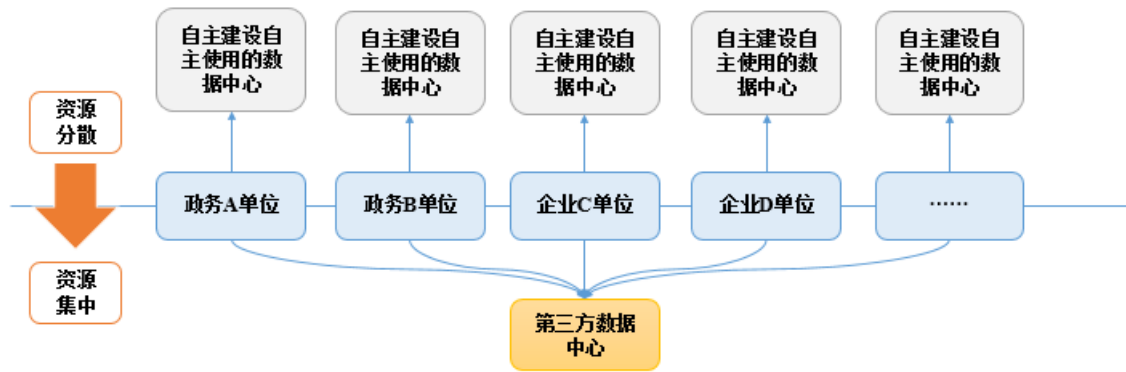 自主建设自
主使用的数
据中心
自主建设自
主使用的数
据中心
自主建设自
主使用的数
据中心
自主建设自
主使用的数
据中心
自主建设自
主使用的数
据中心
资源
分散
政务A单位
政务B单位
企业C单位
企业D单位
……
资源
集中
第三方数据
中心